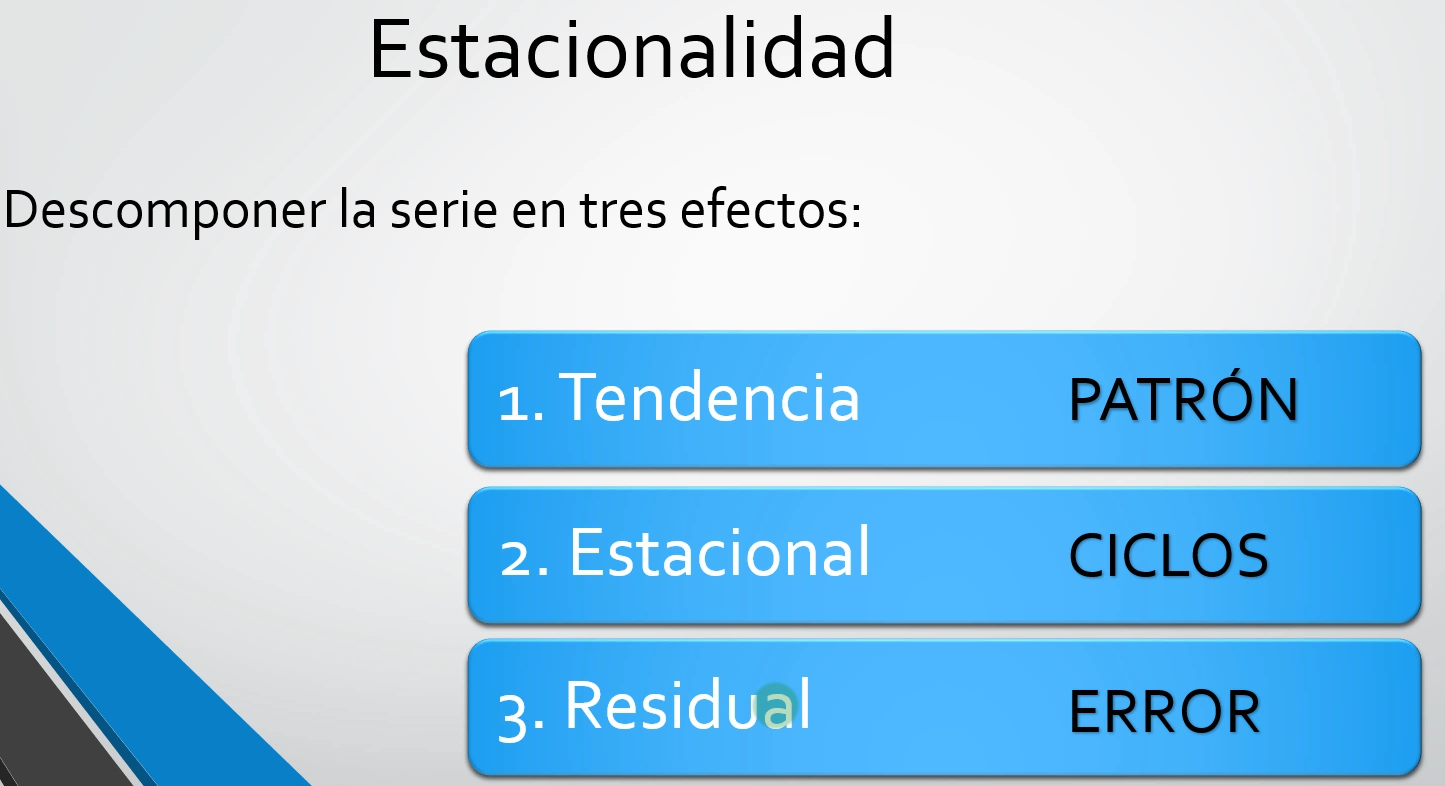 Estacionalidad
Descomponer la serie en tres efectos:
1. Tendencia PATRÓN
2. Estacional CICLOS
3. Residual ERROR